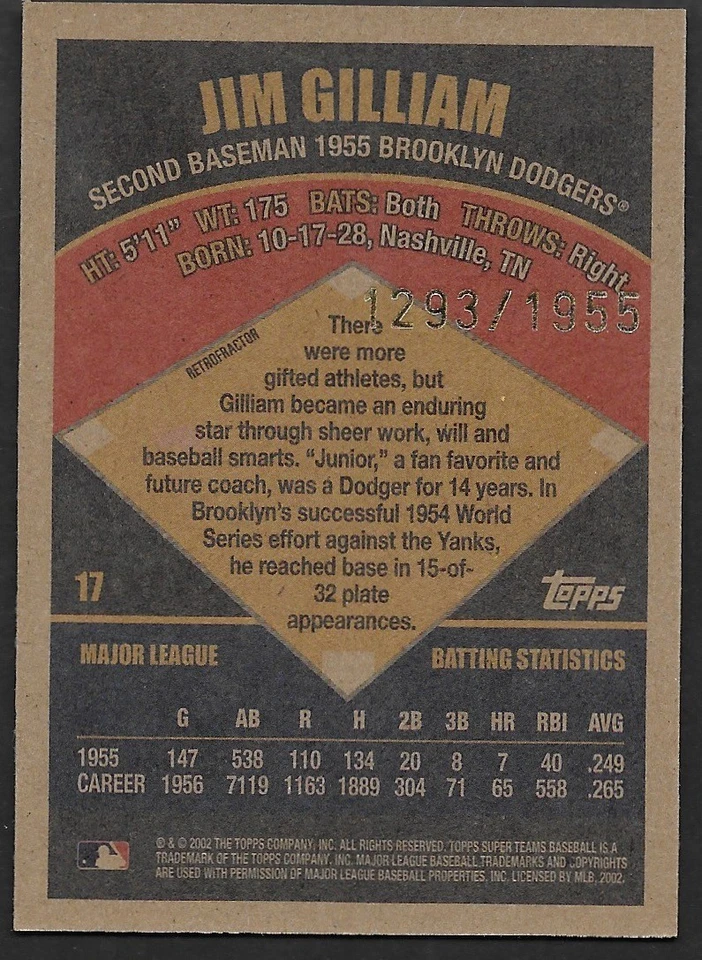 JIM GILLIAM
SECOND BASEMAN 1955 BROOKLYN DODGERS®
HT: 5'11" WT: 175 BATS: Both THROWS: Right
BORN: 10-17-28, Nashville, TN
1293/1955
RETROFRACTOR
There
were more
gifted athletes, but
Gilliam became an enduring
star through sheer work, will and
baseball smarts. “Junior,” a fan favorite and
future coach, was a Dodger for 14 years. In
Brooklyn's successful 1954 World
Series effort against the Yanks,
he reached base in 15-of-
32 plate
appearances.
17
Topps
MAJOR LEAGUE BATTING STATISTICS
G AB R H 2B 3B HR RBI AVG
1955 147 538 110 134 20 8 7 40 .249
CAREER 1956 7119 1163 1889 304 71 65 558 .265
® & © 2002 THE TOPPS COMPANY, INC. ALL RIGHTS RESERVED. TOPPS SUPER TEAMS BASEBALL IS A
TRADEMARK OF THE TOPPS COMPANY, INC. MAJOR LEAGUE BASEBALL TRADEMARKS AND COPYRIGHTS
ARE USED WITH PERMISSION OF MAJOR LEAGUE BASEBALL PROPERTIES, INC. LICENSED BY MLB, 2002.